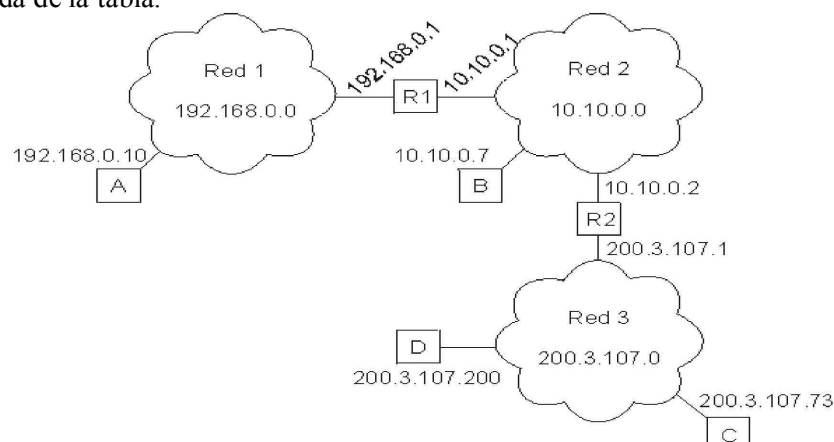 da de la tabla.
Red 1
192.168.0.0
192.168.0.1
R1
10.10.0.1
Red 2
10.10.0.0
192.168.0.10
A
10.10.0.7
B
10.10.0.2
R2
200.3.107.1
Red 3
200.3.107.0
D
200.3.107.200
200.3.107.73
C